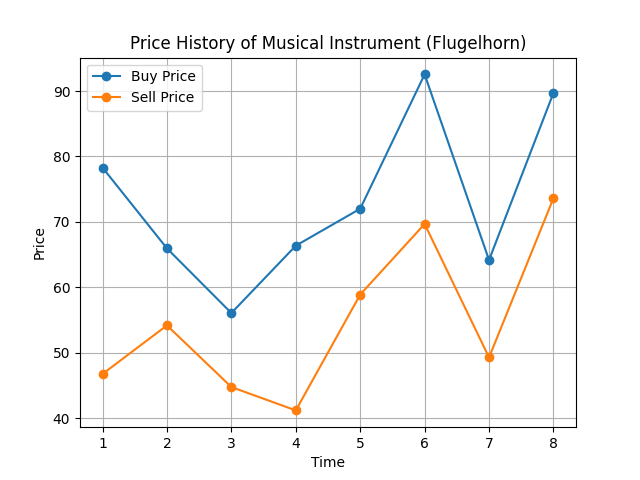 Price History of Musical Instrument (Flugelhorn)
Buy Price
Sell Price
Price
90
80
70
60
50
40
1 2 3 4 5 6 7 8
Time